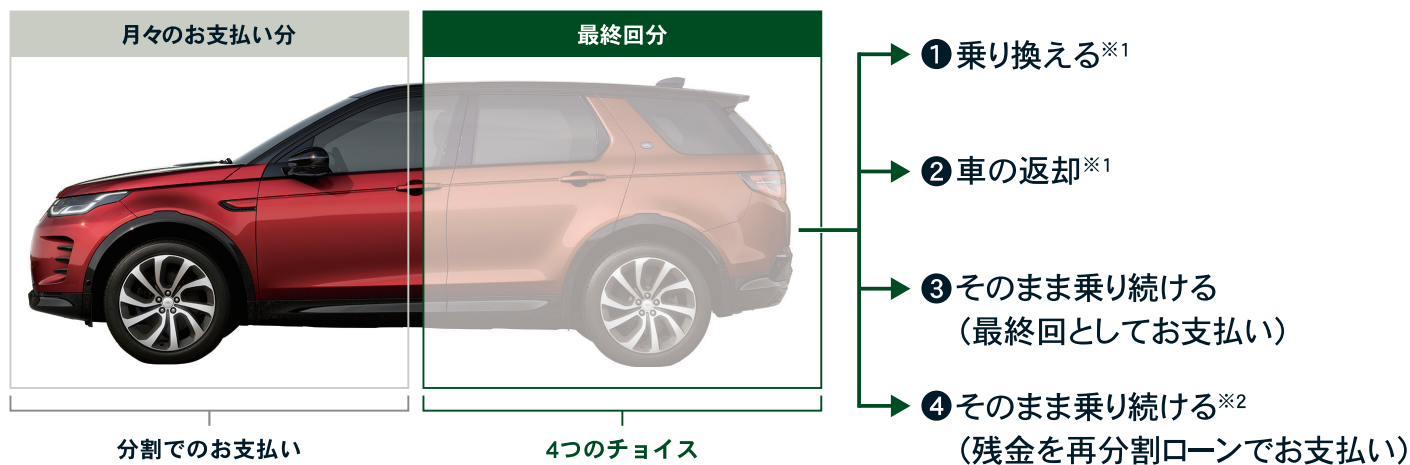 月々のお支払い分
最終回分
❶乗り換える※1
❷車の返却※1
❸そのまま乗り続ける
（最終回としてお支払い）
❹そのまま乗り続ける※2
（残金を再分割ローンでお支払い）
分割でのお支払い
4つのチョイス